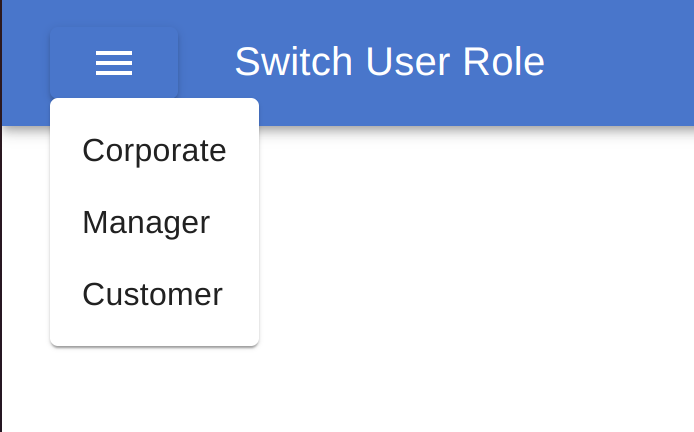 Switch User Role
Corporate
Manager
Customer